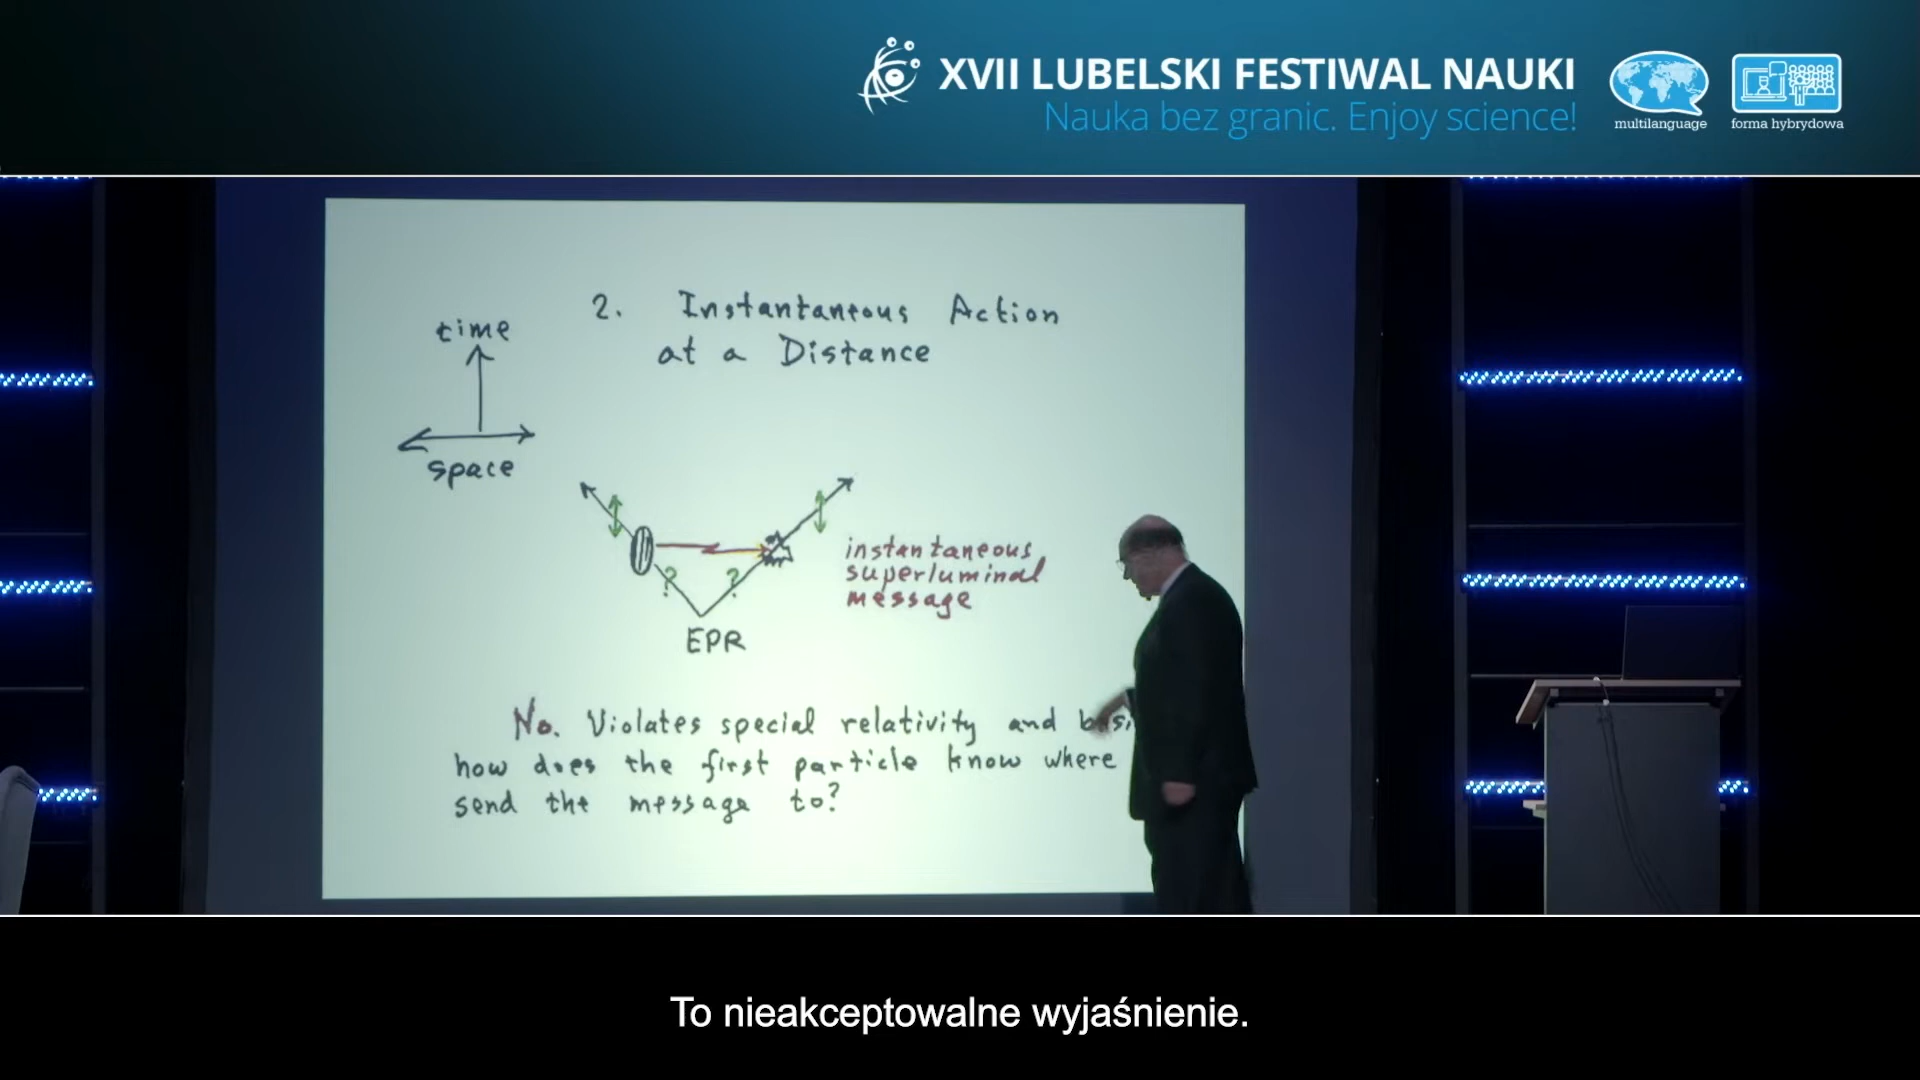 XVII LUBELSKI FESTIWAL NAUKI
Nauka bez granic. Enjoy science!
multilanguage
forma hybrydowa
2. Instantaneous Action
at a Distance
time
space
instantaneous
superluminal
message
? ?
EPR
No. Violates special relativity and
how does the first particle know where
send the message to?
To nieakceptowalne wyjaśnienie.